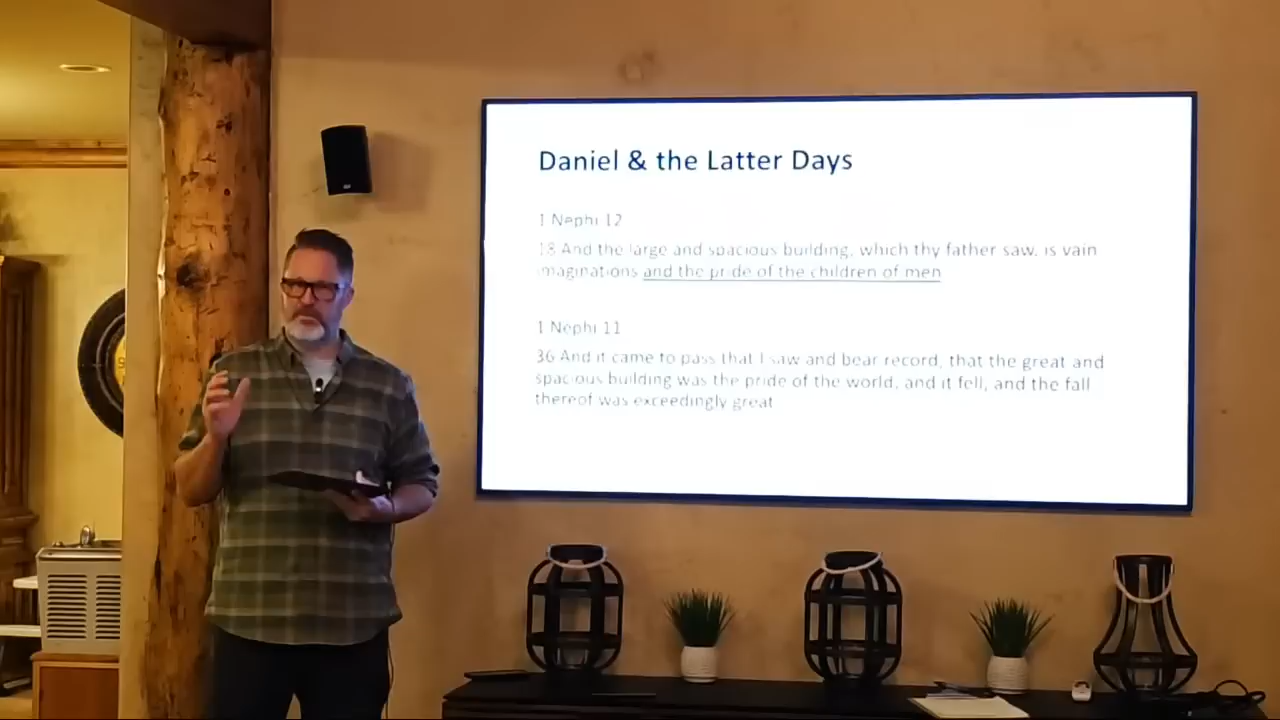 Daniel & the Latter Days
1 Nephi 12
18 And the large and spacious building, which thy father saw, is vain
imaginations and the pride of the children of men
1 Nephi 11
36 And it came to pass that I saw and bear record, that the great and
spacious building was the pride of the world, and it fell, and the fall
thereof was exceedingly great